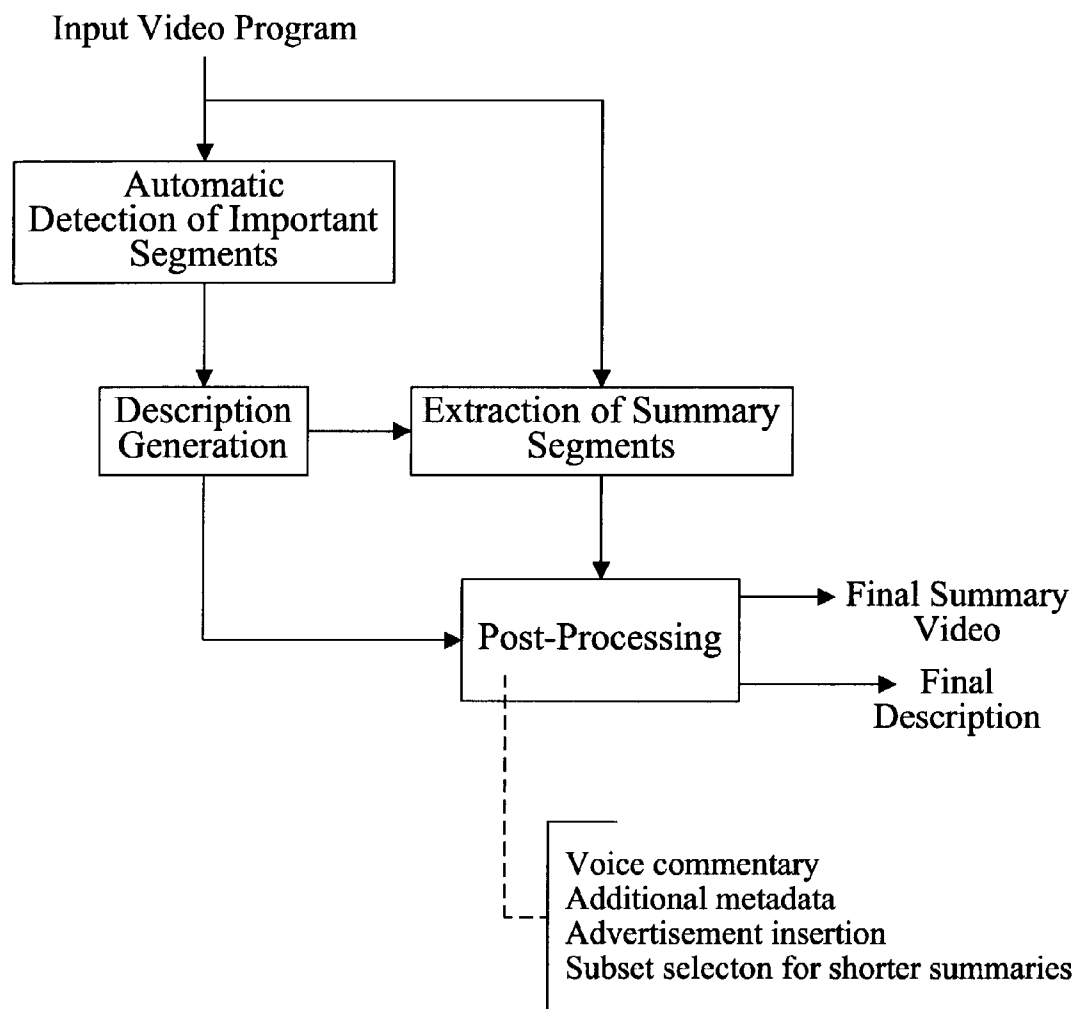 Input Video Program
Automatic
Detection of Important
Segments
Description
Generation
Extraction of Summary
Segments
Post-Processing
Final Summary
Video
Final
Description
Voice commentary
Additional metadata
Advertisement insertion
Subset selecton for shorter summaries